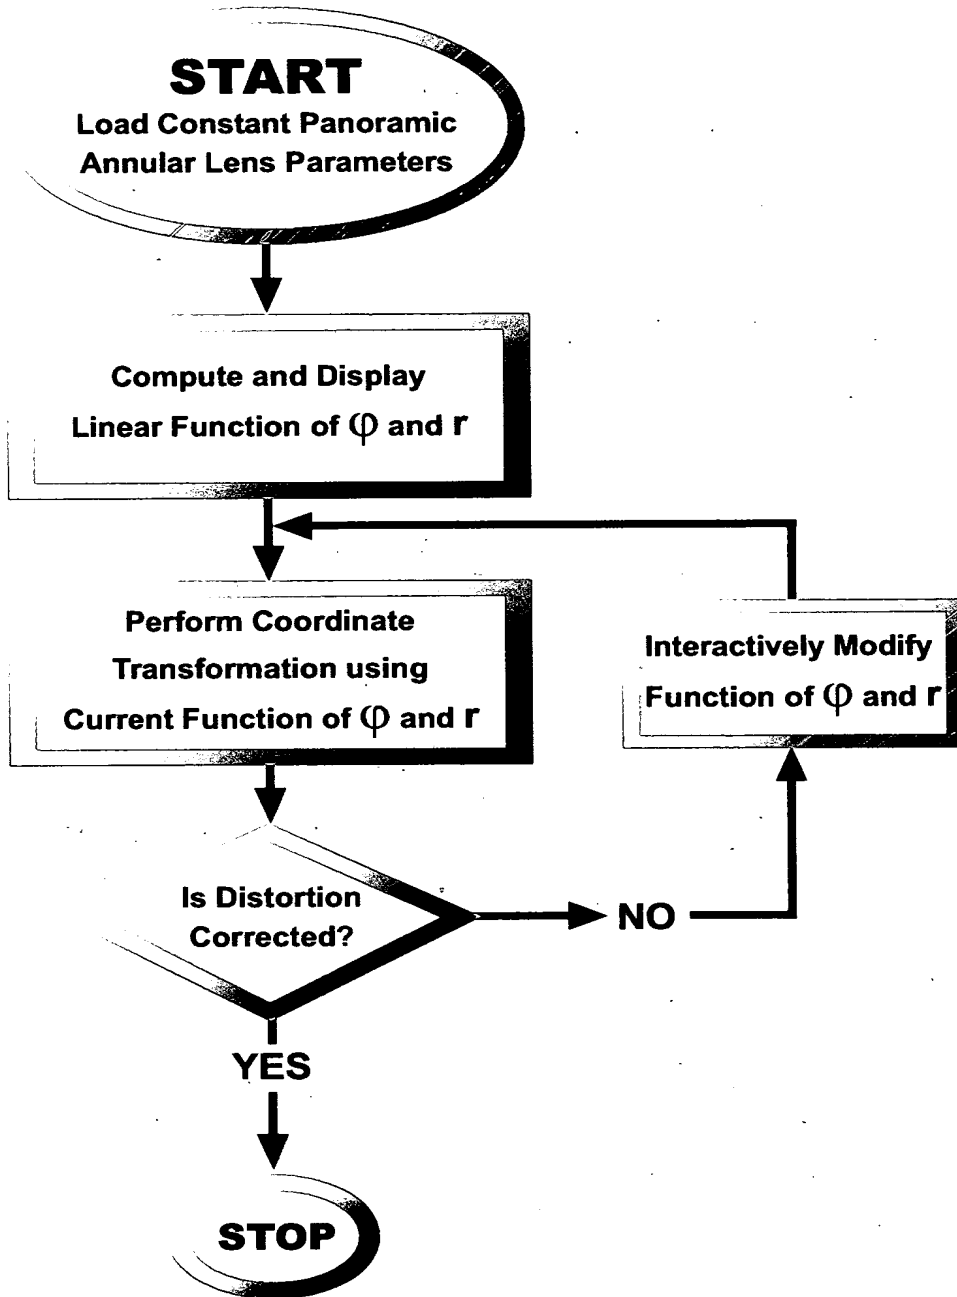 START
Load Constant Panoramic
Annular Lens Parameters
Compute and Display
Linear Function of φ and r
Perform Coordinate
Transformation using
Current Function of φ and r
Interactively Modify
Function of φ and r
Is Distortion
Corrected?
NO
YES
STOP